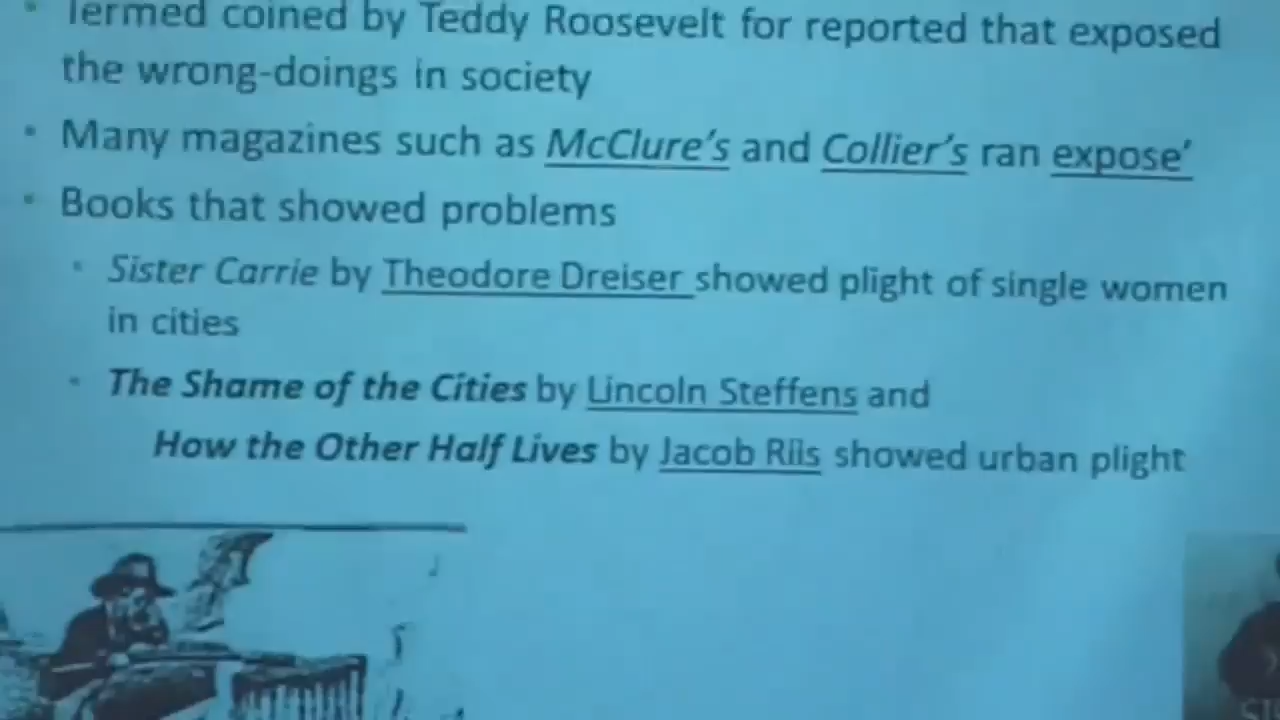 Termed coined by Teddy Roosevelt for reported that exposed
the wrong-doings in society
Many magazines such as McClure's and Collier's ran expose'
Books that showed problems
Sister Carrie by Theodore Dreiser showed plight of single women
in cities
The Shame of the Cities by Lincoln Steffens and
How the Other Half Lives by Jacob Riis showed urban plight